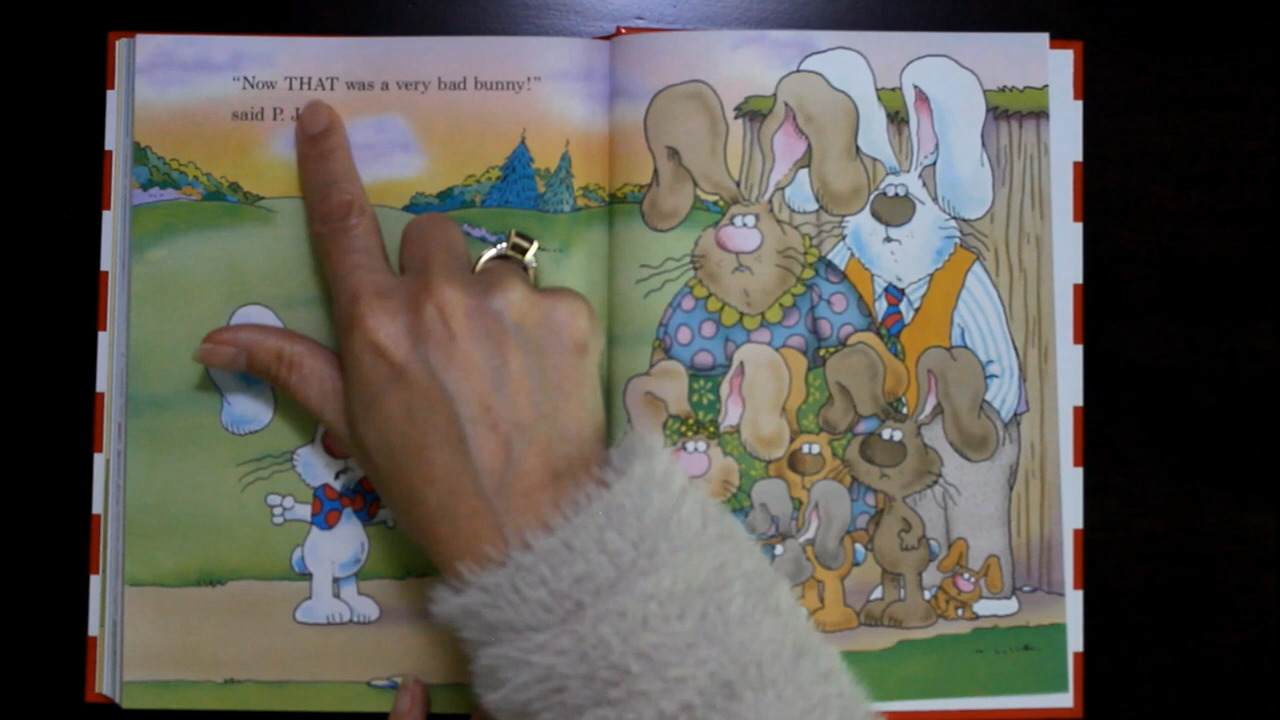 “Now THAT was a very bad bunny!”
said P. J.